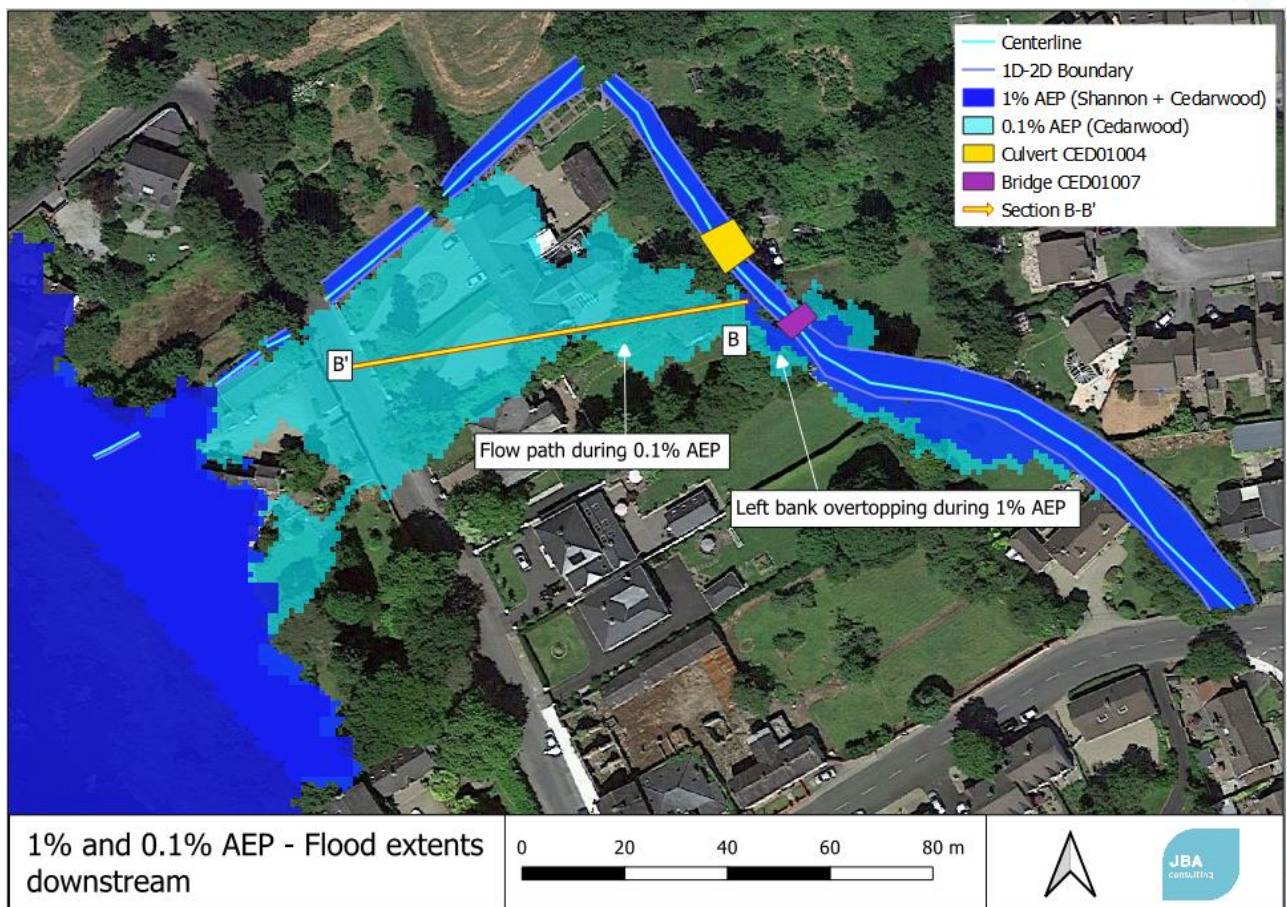 Centerline
1D-2D Boundary
1% AEP (Shannon + Cedarwood)
0.1% AEP (Cedarwood)
Culvert CED01004
Bridge CED01007
Section B-B'
B'
B
Flow path during 0.1% AEP
Left bank overtopping during 1% AEP
1% and 0.1% AEP - Flood extents
downstream
0 20 40 60 80 m
JBA
consulting